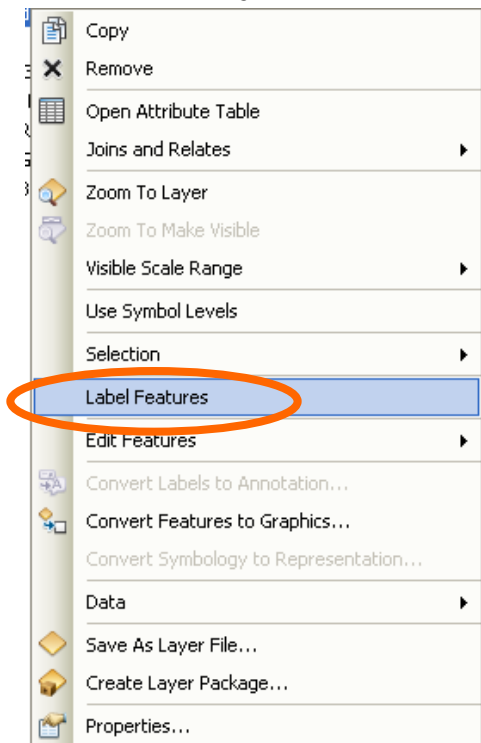 Copy
Remove
Open Attribute Table
Joins and Relates
Zoom To Layer
Zoom To Make Visible
Visible Scale Range
Use Symbol Levels
Selection
Label Features
Edit Features
Convert Labels to Annotation...
Convert Features to Graphics...
Convert Symbology to Representation...
Data
Save As Layer File...
Create Layer Package...
Properties...